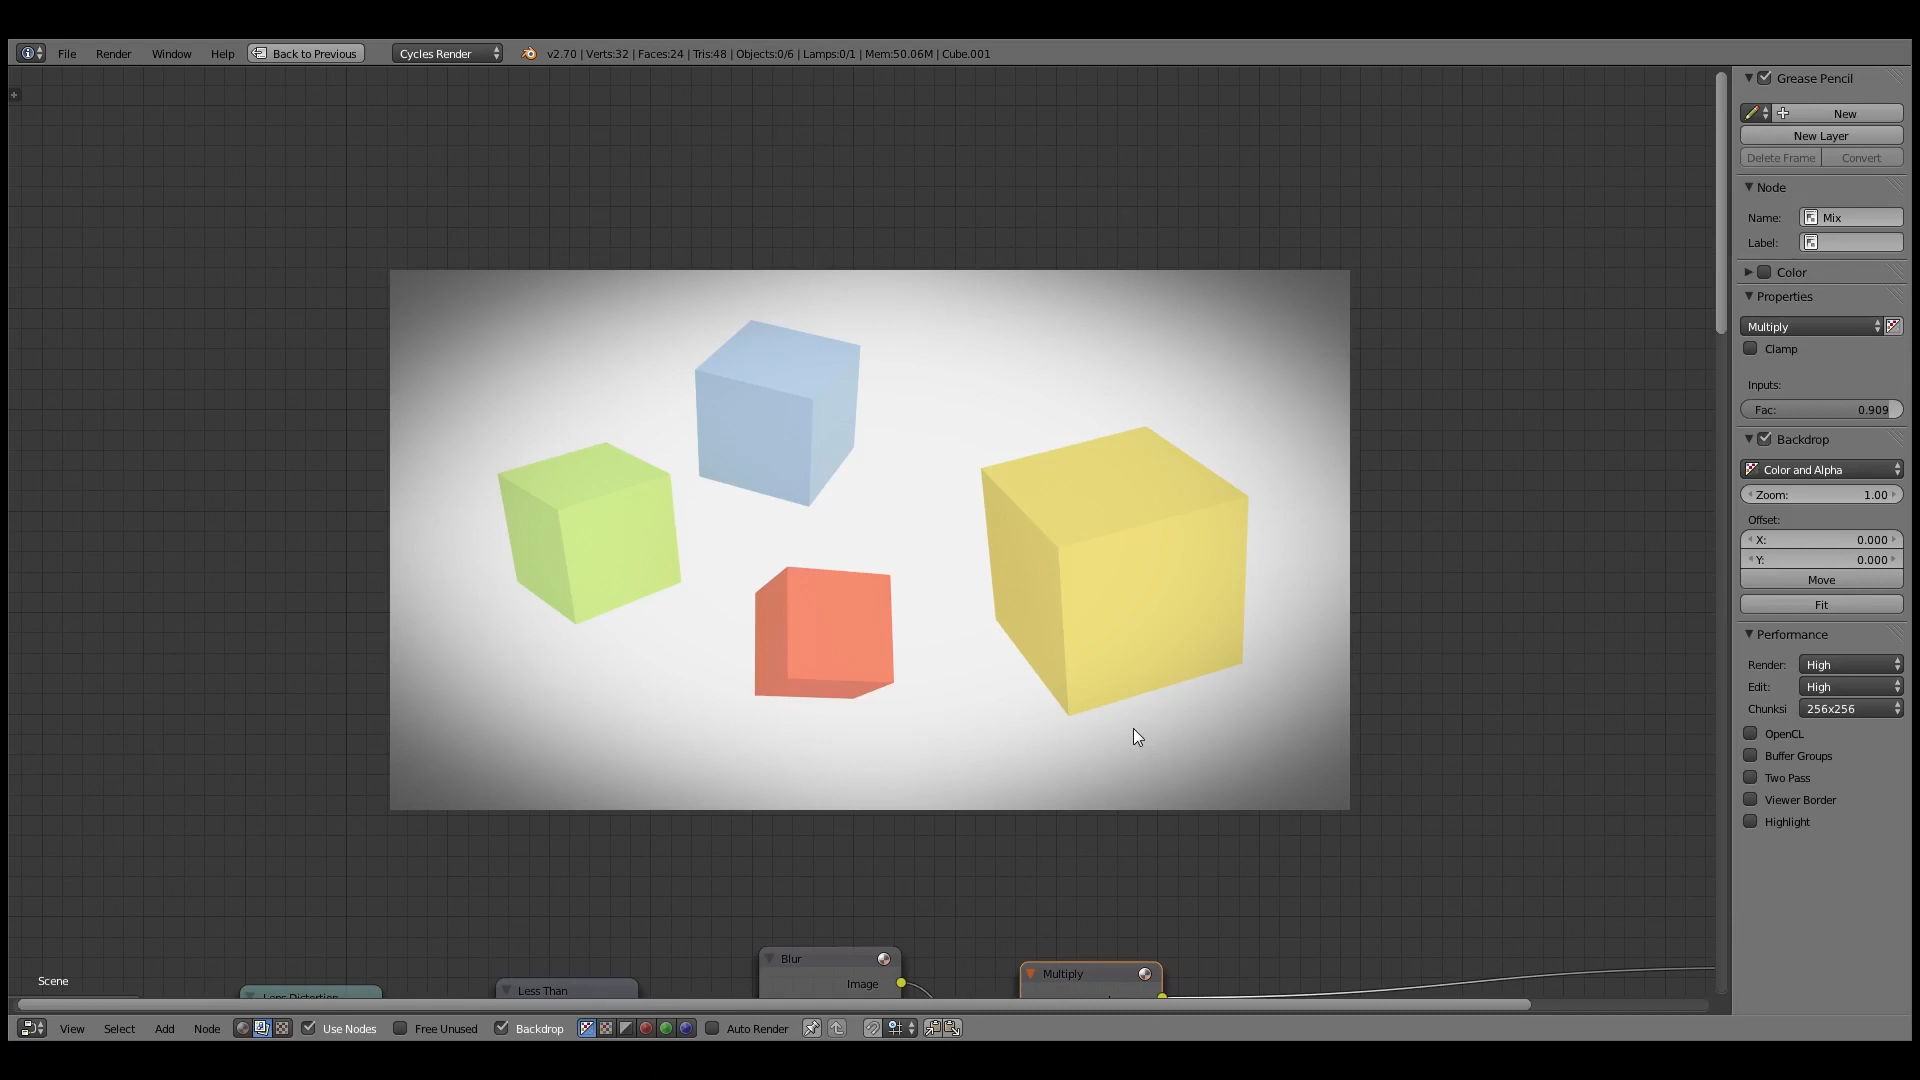 File Render Window Help Back to Previous Cycles Render v2.70 | Verts:32 | Faces:24 | Tris:48 | Objects:0/6 | Lamps:0/1 | Mem:50.06M | Cube.001
Grease Pencil
New
New Layer
Delete Frame Convert
Node
Name: Mix
Label:
Color
Properties
Multiply
Clamp
Inputs:
Fac: 0.909
Backdrop
Color and Alpha
Zoom: 1.00
Offset:
X: 0.000
Y: 0.000
Move
Fit
Performance
Render: High
Edit: High
Chunksi 256x256
OpenCL
Buffer Groups
Two Pass
Viewer Border
Highlight
Blur
Image
Multiply
Scene
Lens Distortion
Less Than
View Select Add Node Use Nodes Free Unused Backdrop Auto Render